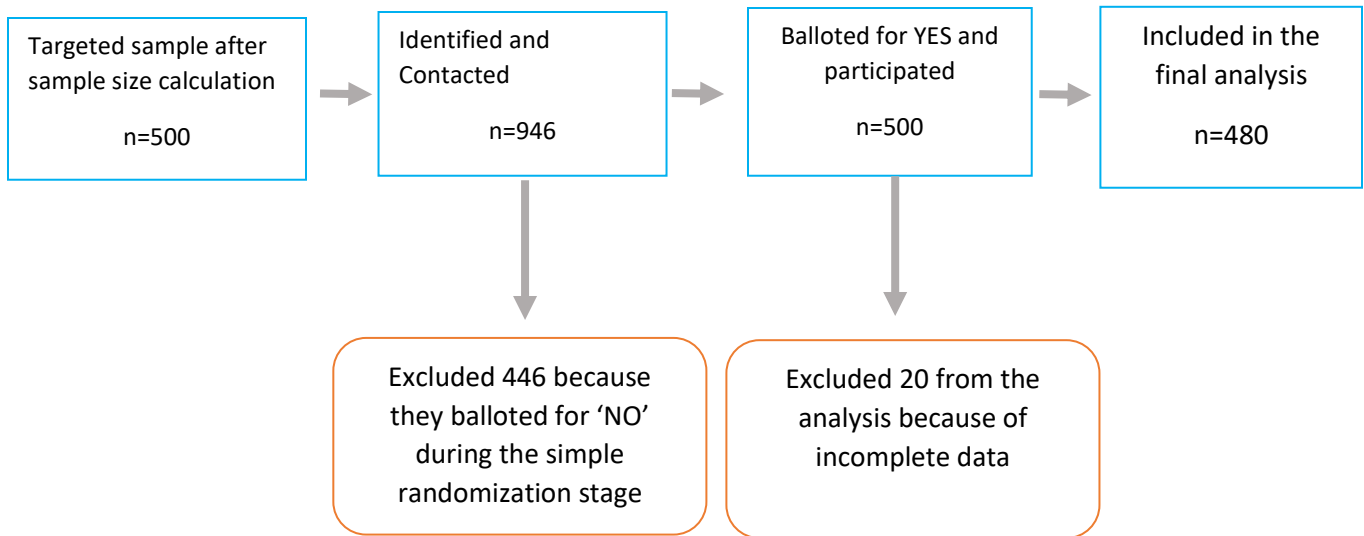 Targeted sample after
sample size calculation
n=500
Identified and
Contacted
n=946
Balloted for YES and
participated
n=500
Included in the
final analysis
n=480
Excluded 446 because
they balloted for ‘NO’
during the simple
randomization stage
Excluded 20 from the
analysis because of
incomplete data